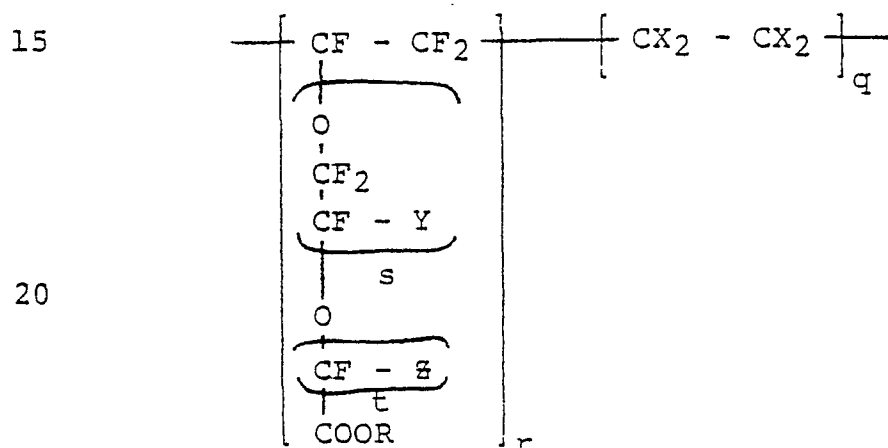 15 CF - CF2 CX2 - CX2
q
O
CF2
CF - Y
s
20
O
CF - Z
t
COOR r